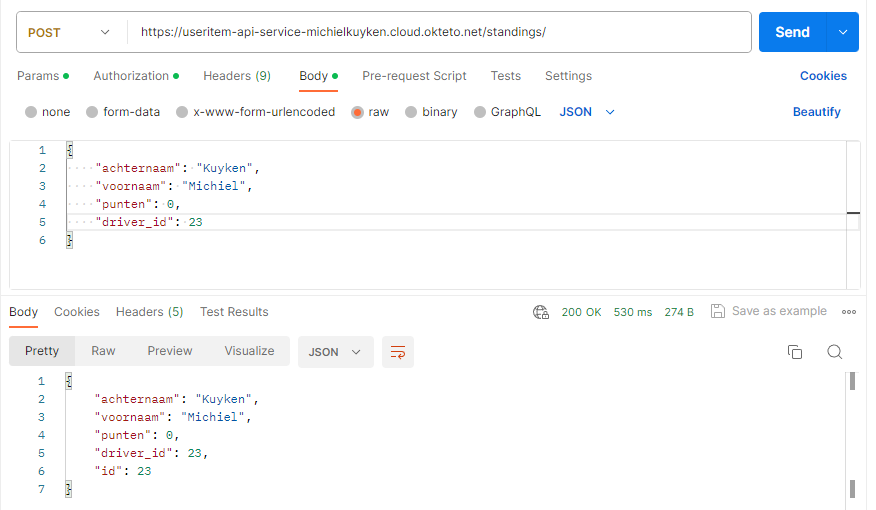 POST https://useritem-api-service-michielkuyken.cloud.okteto.net/standings/ Send
Params Authorization Headers (9) Body Pre-request Script Tests Settings Cookies
none form-data x-www-form-urlencoded raw binary GraphQL JSON Beautify
1 {
2 "achternaam": "Kuyken",
3 "voornaam": "Michiel",
4 "punten": 0,
5 "driver_id": 23
6 }
Body Cookies Headers (5) Test Results 200 OK 530 ms 274 B Save as example
Pretty Raw Preview Visualize JSON
1 {
2 "achternaam": "Kuyken",
3 "voornaam": "Michiel",
4 "punten": 0,
5 "driver_id": 23,
6 "id": 23
7 }